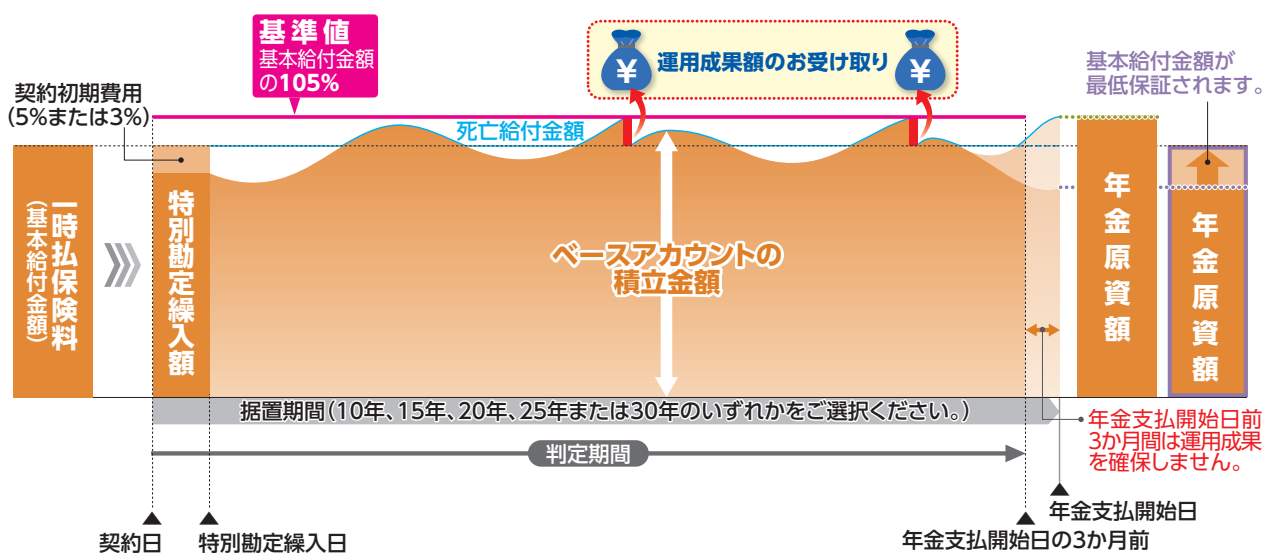 基準値
基本給付金額
の105%
¥
運用成果額のお受け取り
¥
基本給付金額が
最低保証されます。
契約初期費用
(5%または3%)
死亡給付金額
一時払保険料
(基本給付金額)
特別勘定繰入額
ベースアカウントの
積立金額
年金原資額
年金原資額
据置期間(10年、15年、20年、25年または30年のいずれかをご選択ください。)
年金支払開始日前
3か月間は運用成果
を確保しません。
判定期間
契約日
特別勘定繰入日
年金支払開始日
年金支払開始日の3か月前